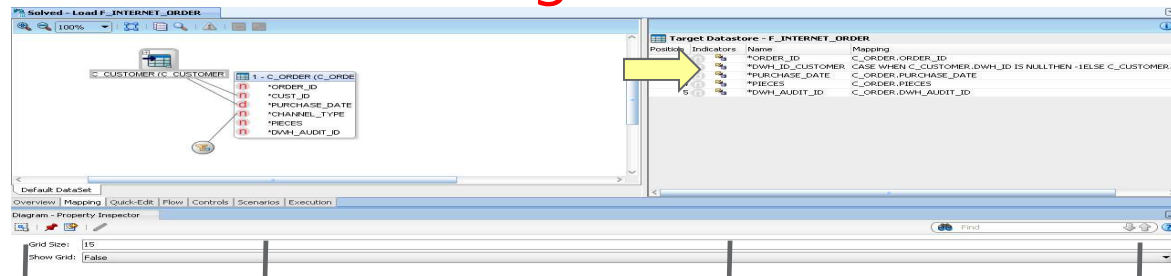 Solved - Load F_INTERNET_ORDER
100%
Target Datastore - F_INTERNET_ORDER
Position Indicators Name Mapping
*ORDER_ID C_ORDER.ORDER_ID
*DWH_ID_CUSTOMER CASE WHEN C_CUSTOMER.DWH_ID IS NULLTHEN -1ELSE C_CUSTOMER.
*PURCHASE_DATE C_ORDER.PURCHASE_DATE
*PIECES C_ORDER.PIECES
5 *DWH_AUDIT_ID C_ORDER.DWH_AUDIT_ID
C_CUSTOMER (C_CUSTOMER)
1 - C_ORDER (C_ORDE
n *ORDER_ID
n *CUST_ID
d *PURCHASE_DATE
n *CHANNEL_TYPE
n *PIECES
n *DWH_AUDIT_ID
Default DataSet
Overview Mapping Quick-Edit Flow Controls Scenarios Execution
Diagram - Property Inspector
Find
Grid Size: 15
Show Grid: False